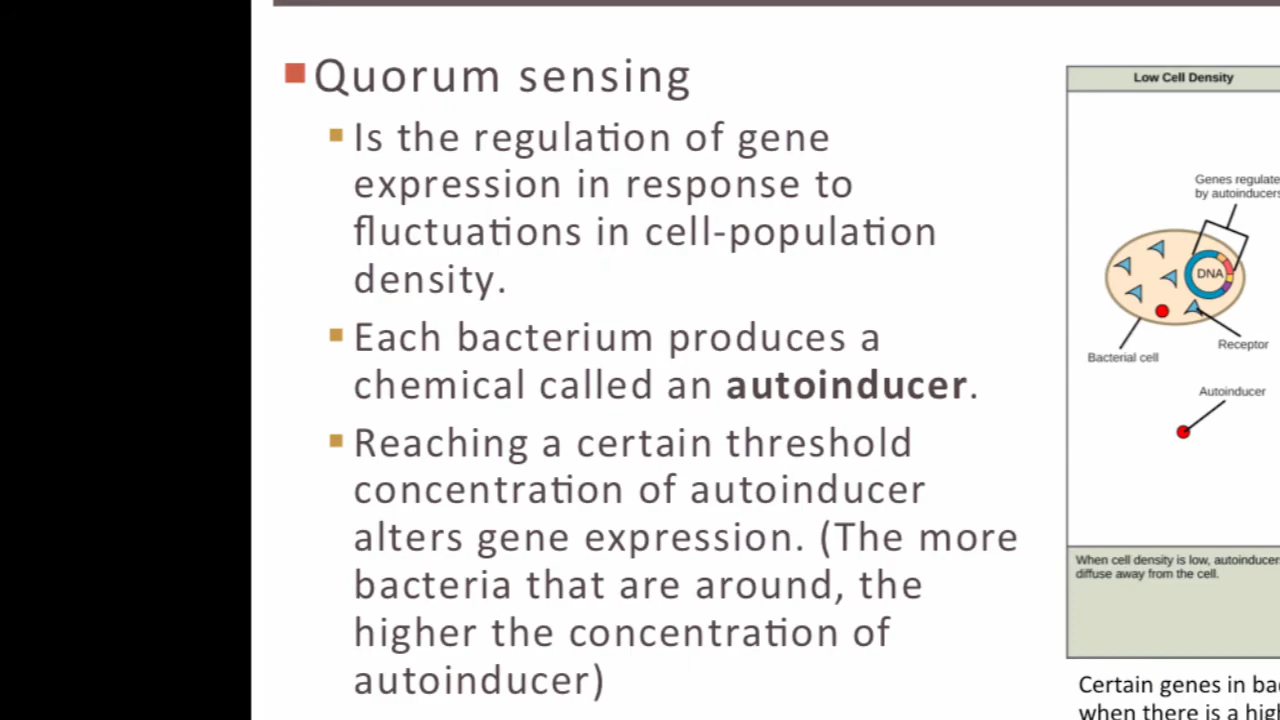 Quorum sensing
Is the regulation of gene
expression in response to
fluctuations in cell-population
density.
Each bacterium produces a
chemical called an autoinducer.
Reaching a certain threshold
concentration of autoinducer
alters gene expression. (The more
bacteria that are around, the
higher the concentration of
autoinducer)
Low Cell Density
Genes regulate
by autoinducers
DNA
Receptor
Bacterial cell
Autoinducer
When cell density is low, autoinducer
diffuse away from the cell.
Certain genes in
when there is a